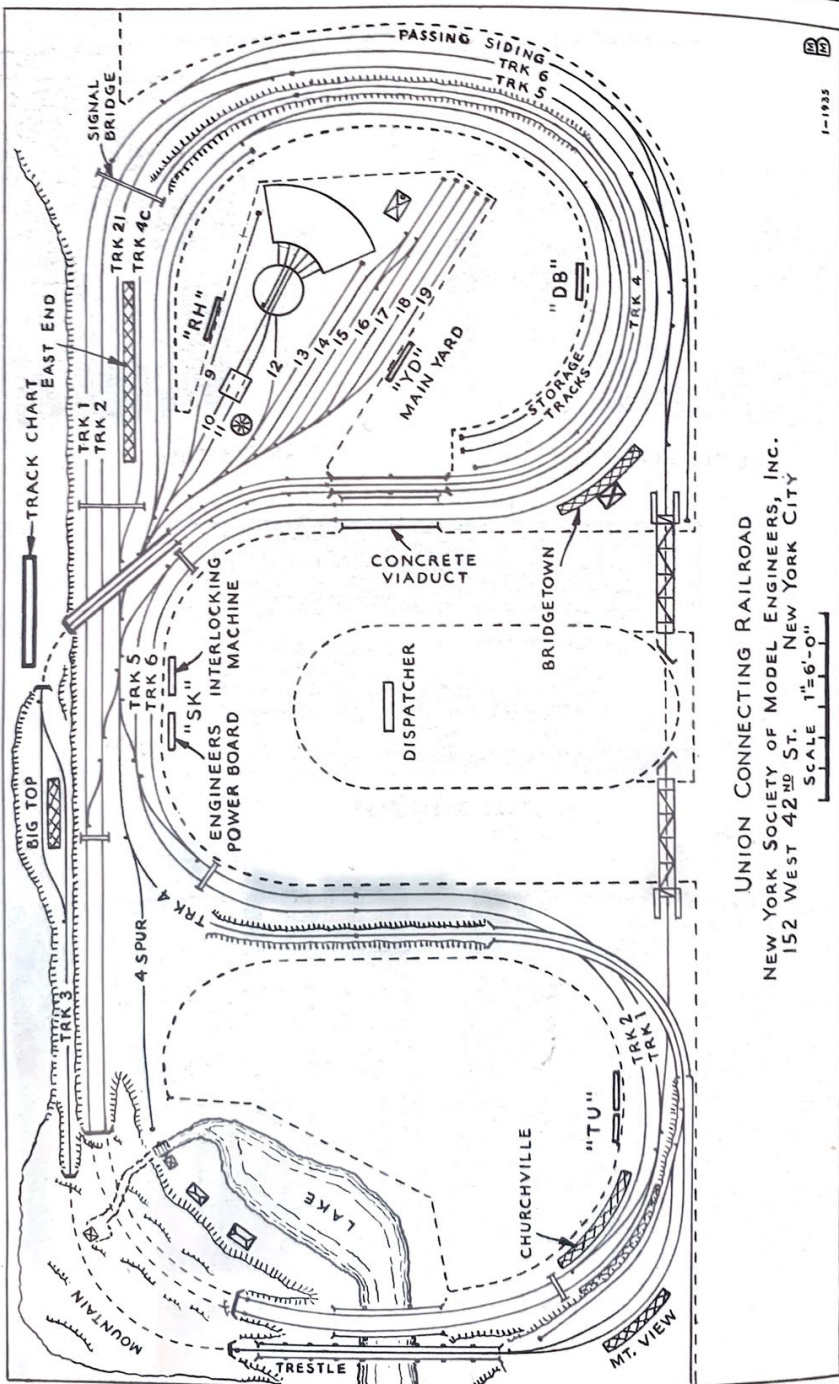 TRACK CHART
EAST END
SIGNAL
BRIDGE
PASSING SIDING
TRK 6
TRK 5
BIG TOP
TRK 3
TRK 1
TRK 2
TRK 21
TRK 4C
4 SPUR
TRK 4
TRK 5
TRK 6
"SK"
INTERLOCKING
MACHINE
ENGINEERS
POWER BOARD
"RH"
9
10
11
12
13
14
15
16
17
18
19
"YD"
MAIN YARD
"DB"
STORAGE
TRACKS
TRK 4
CONCRETE
VIADUCT
BRIDGETOWN
DISPATCHER
MOUNTAIN
LAKE
TRESTLE
CHURCHVILLE
"TU"
TRK 2
TRK 1
MT. VIEW
UNION CONNECTING RAILROAD
NEW YORK SOCIETY OF MODEL ENGINEERS, INC.
152 WEST 42ND ST. NEW YORK CITY
SCALE 1"=6'-0"
1-1935